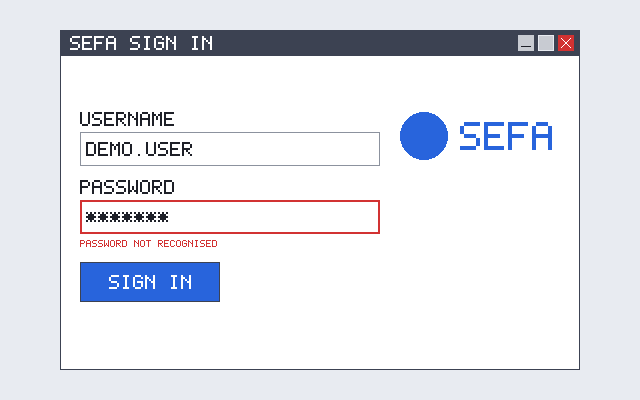 SEFA SIGN IN
USERNAME
SEFA
DEMO.USER
PASSWORD
*******
PASSWORD NOT RECOGNISED
SIGN IN